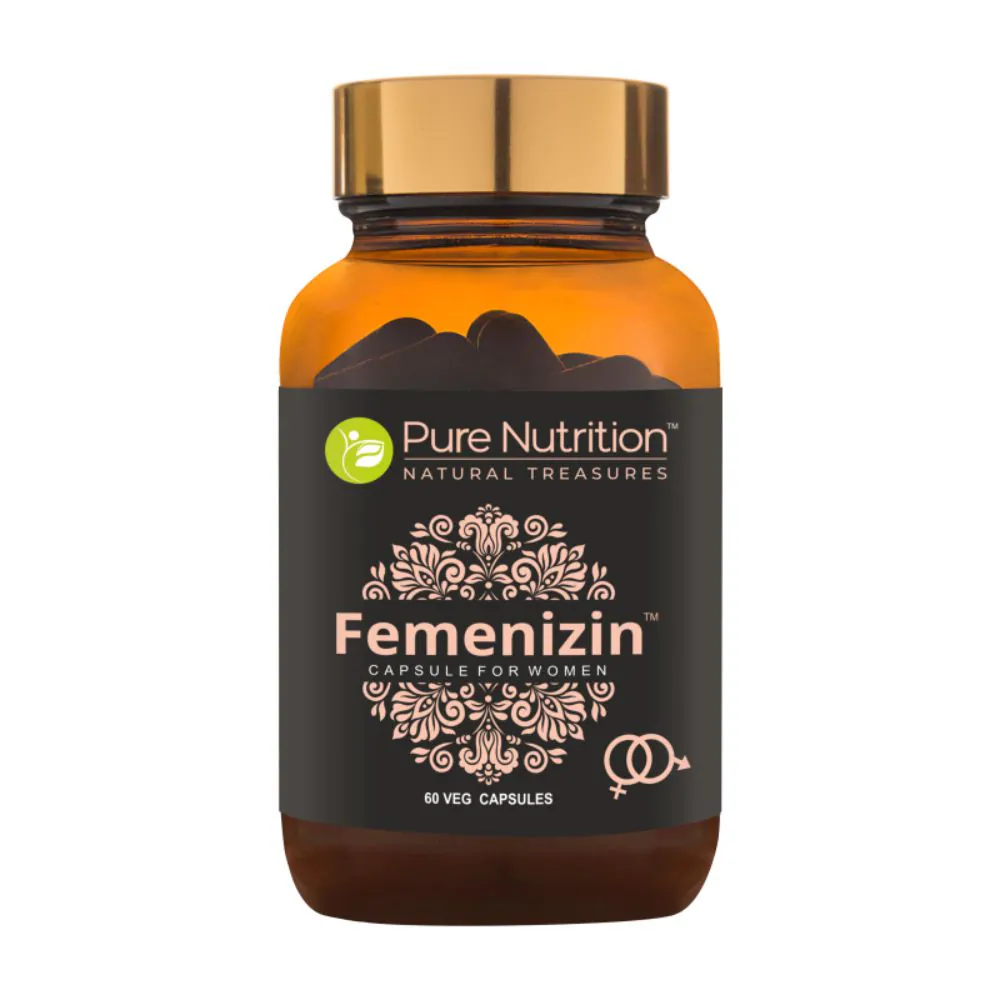 Pure Nutrition™
NATURAL TREASURES
Femenizin™
CAPSULE FOR WOMEN
60 VEG CAPSULES